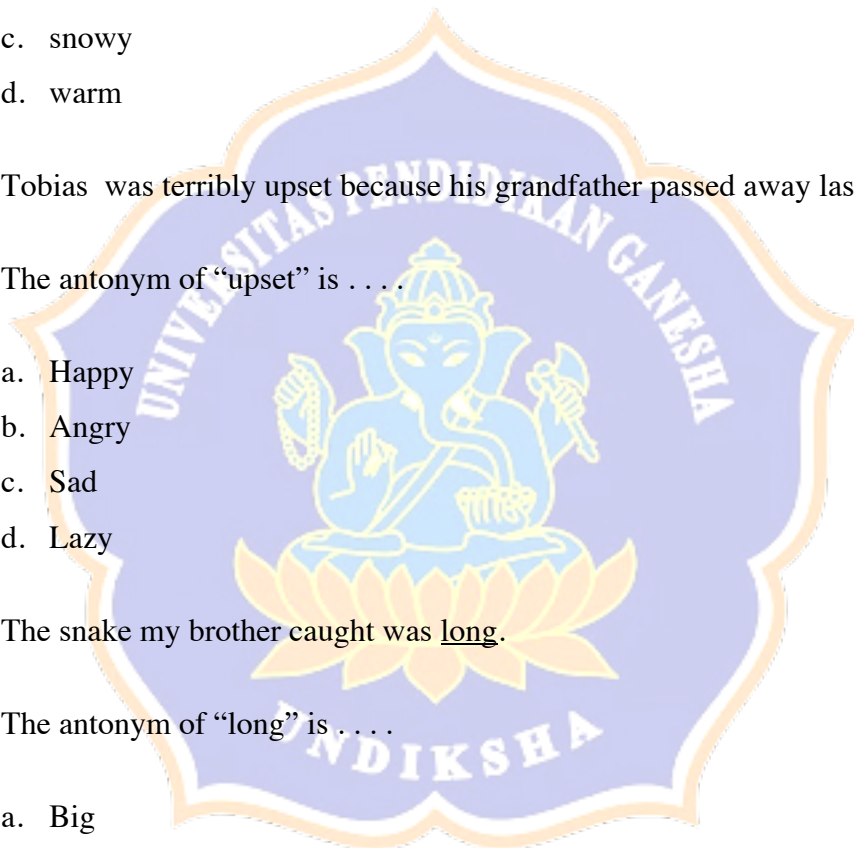 c. snowy
d. warm
Tobias was terribly upset because his grandfather passed away las
The antonym of “upset” is . . . .
a. Happy
b. Angry
c. Sad
d. Lazy
The snake my brother caught was long.
The antonym of “long” is . . . .
a. Big
UNIVERSITAS PENDIDIKAN GANESHA
UNDIKSHA